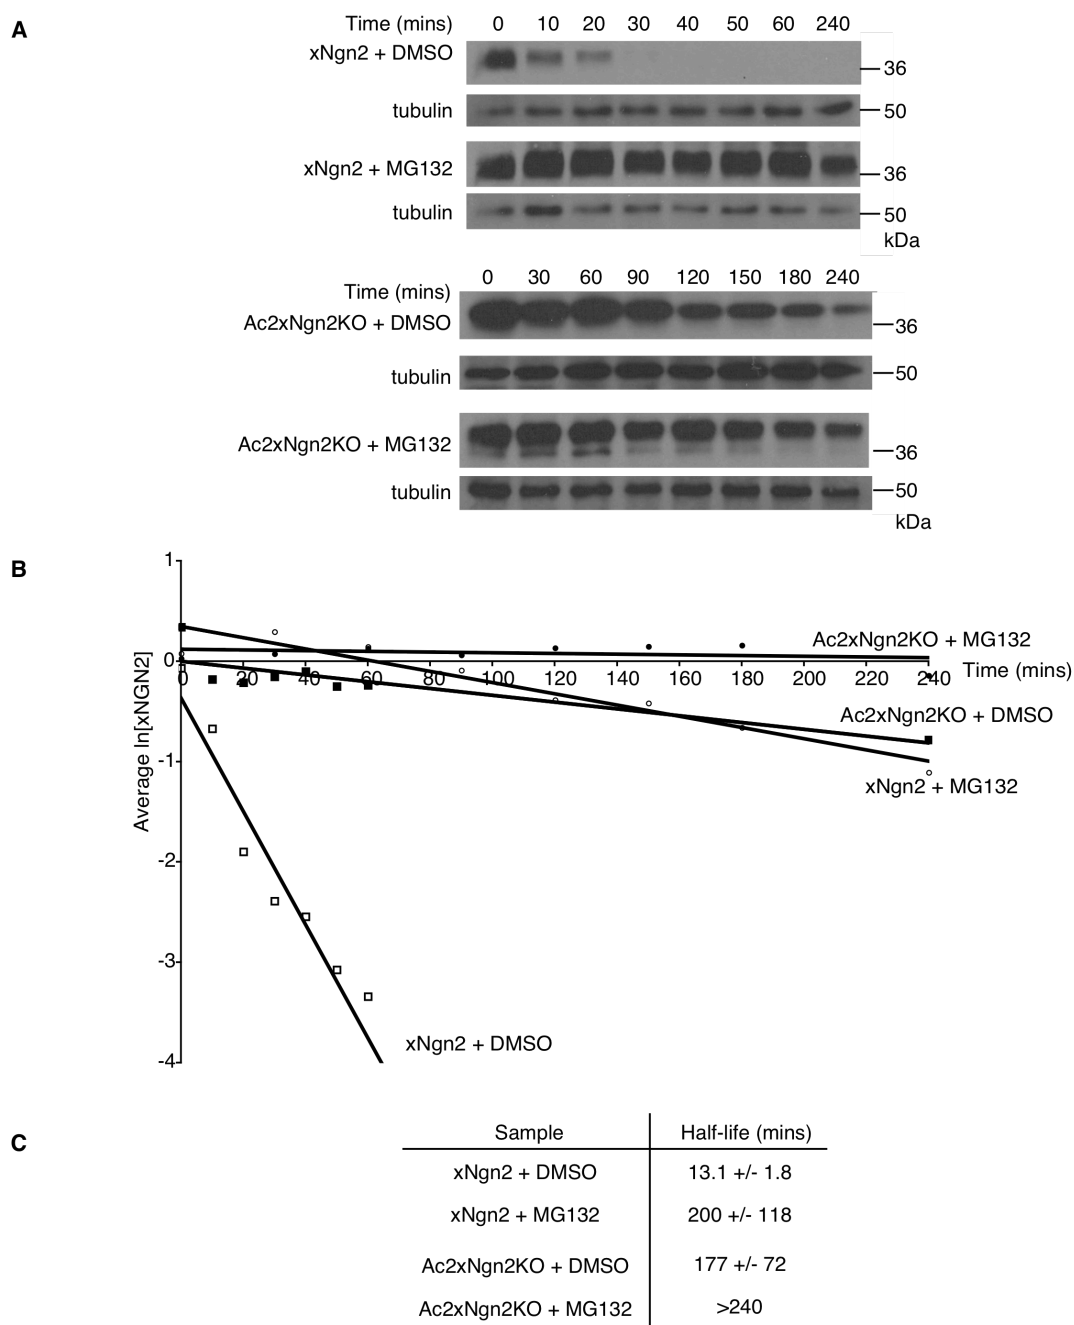 A
Time (mins) 0 10 20 30 40 50 60 240
xNgn2 + DMSO 36
tubulin 50
xNgn2 + MG132 36
tubulin 50
kDa
0 30 60 90 120 150 180 240
Time (mins)
Ac2xNgn2KO + DMSO 36
tubulin 50
Ac2xNgn2KO + MG132 36
tubulin 50
kDa
B
1
Ac2xNgn2KO + MG132
0 Time (mins)
0 20 40 60 80 100 120 140 160 180 200 220 240
Average ln[xNGN2]
Ac2xNgn2KO + DMSO
-1
xNgn2 + MG132
-2
-3
xNgn2 + DMSO
-4
C
Sample Half-life (mins)
xNgn2 + DMSO 13.1 +/- 1.8
xNgn2 + MG132 200 +/- 118
Ac2xNgn2KO + DMSO 177 +/- 72
Ac2xNgn2KO + MG132 >240